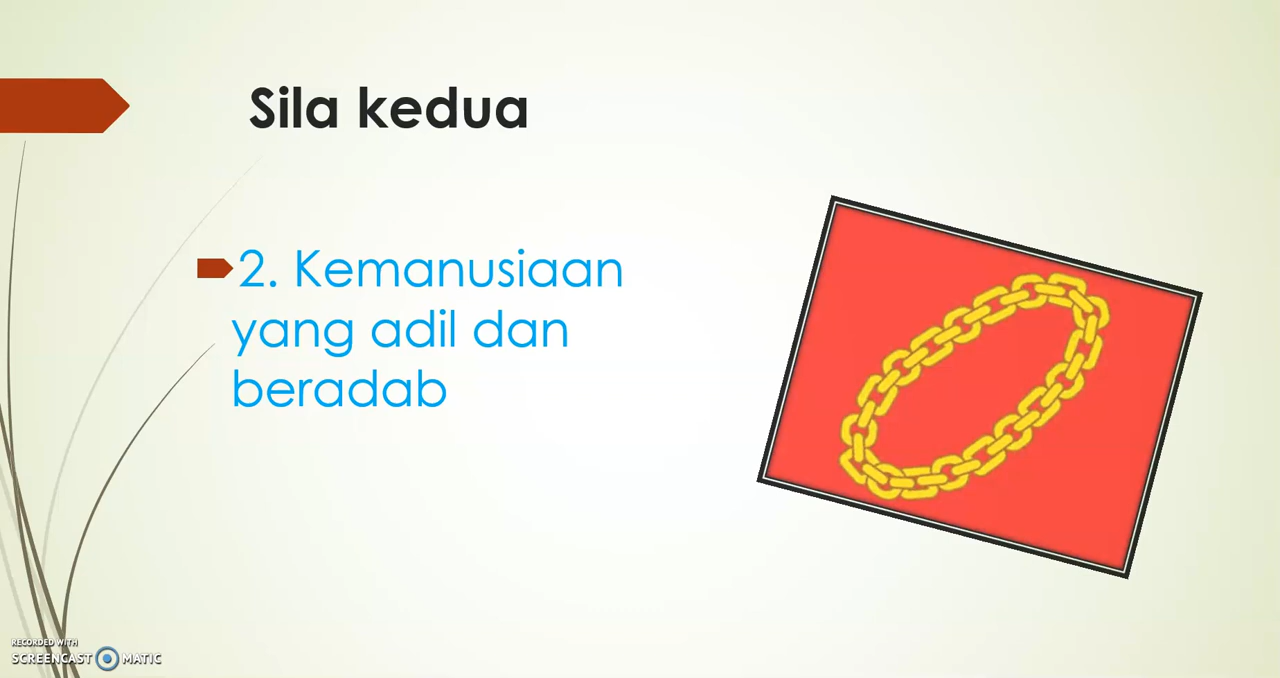 Sila kedua
2. Kemanusiaan
yang adil dan
beradab
RECORDED WITH
SCREENCAST MATIC